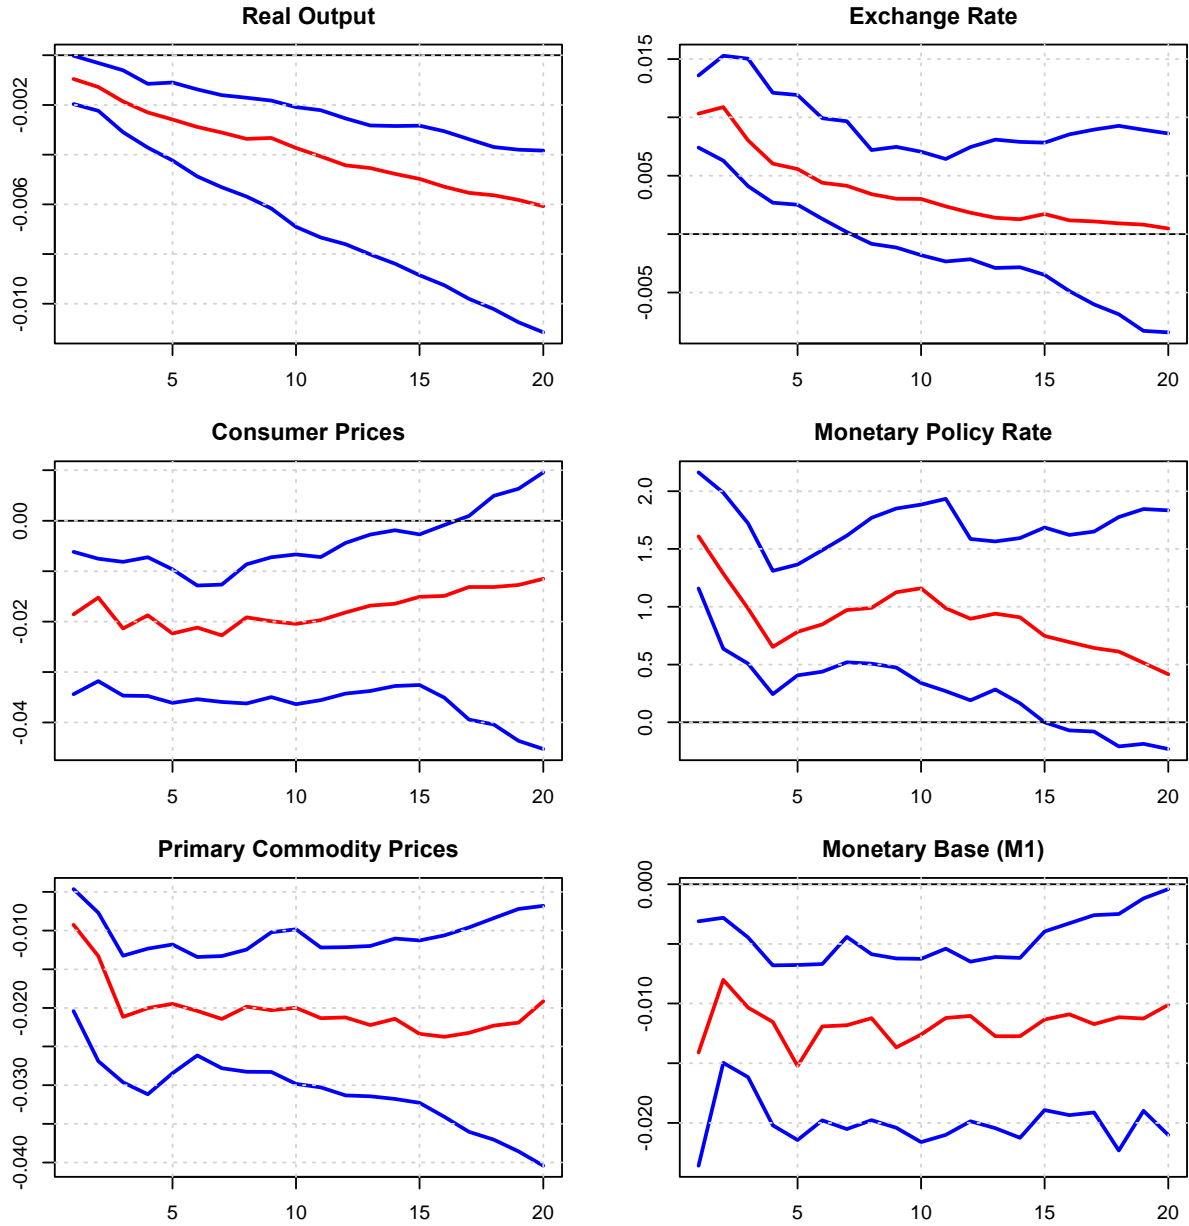 Real Output
-0.002
-0.006
-0.010
5 10 15 20
Exchange Rate
0.015
0.005
-0.005
5 10 15 20
Consumer Prices
0.00
-0.02
-0.04
5 10 15 20
Monetary Policy Rate
2.0
1.5
1.0
0.5
0.0
5 10 15 20
Primary Commodity Prices
-0.010
-0.020
-0.030
-0.040
5 10 15 20
Monetary Base (M1)
0.000
-0.010
-0.020
5 10 15 20